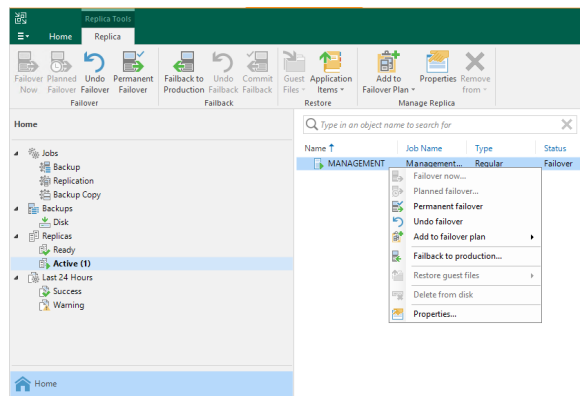 Replica Tools
Home Replica
Failover Now
Planned Failover
Undo Failover
Permanent Failover
Failback to Production
Undo Failback
Commit Failback
Guest Files
Application Items
Add to Failover Plan
Properties
Remove from
Failover Failback Restore Manage Replica
Home
Type in an object name to search for
Name Job Name Type Status
MANAGEMENT Management... Regular Failover
Jobs
Backup
Replication
Backup Copy
Backups
Disk
Replicas
Ready
Active (1)
Last 24 Hours
Success
Warning
Failover now...
Planned failover...
Permanent failover
Undo failover
Add to failover plan
Failback to production...
Restore guest files
Delete from disk
Properties...
Home